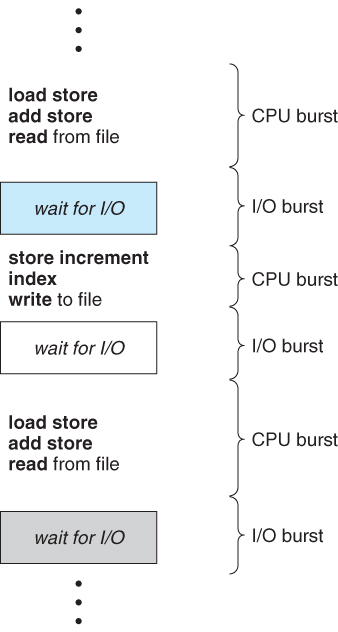 load store
add store
read from file
CPU burst
wait for I/O
I/O burst
store increment
index
write to file
CPU burst
wait for I/O
I/O burst
load store
add store
read from file
CPU burst
wait for I/O
I/O burst